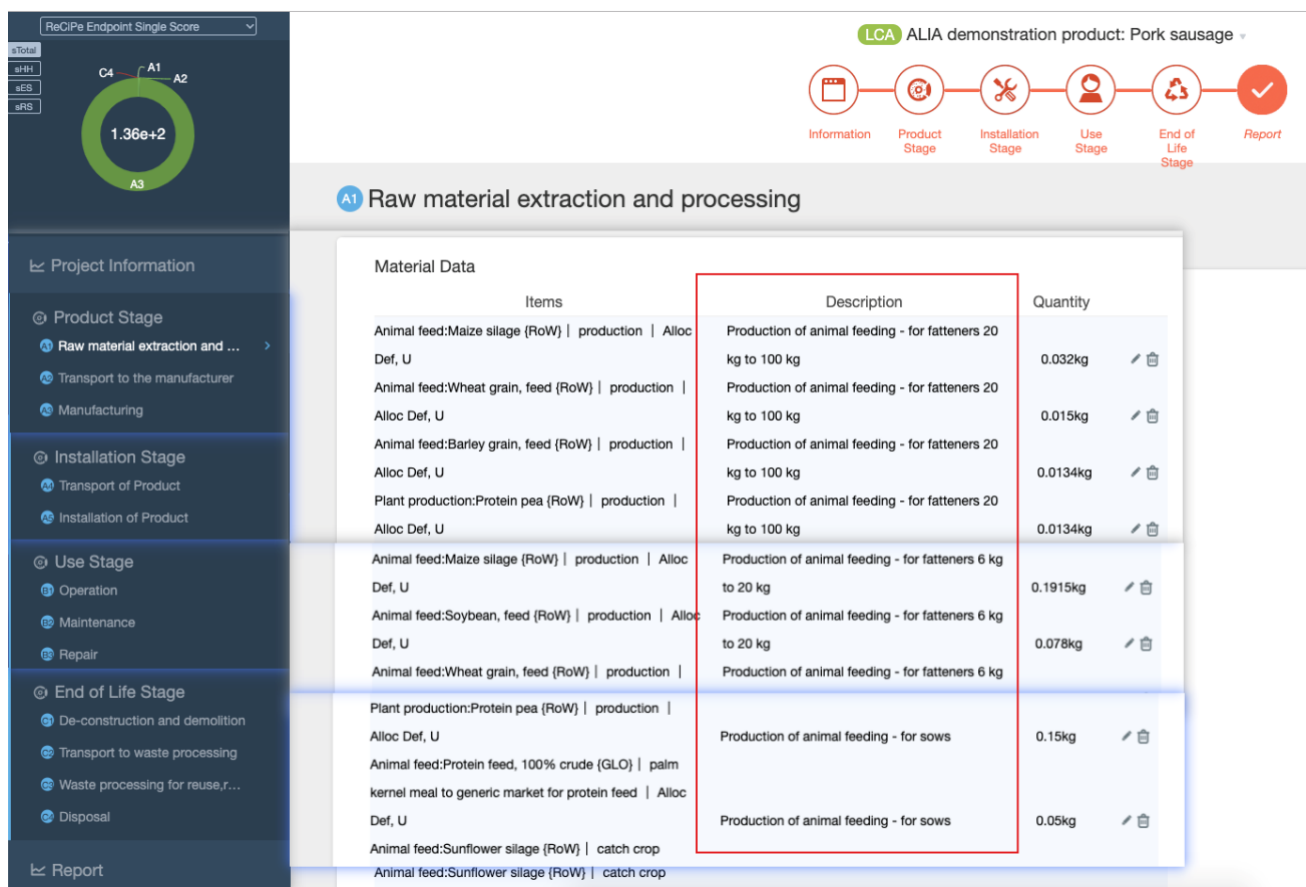 ReCiPe Endpoint Single Score
sTotal
sHH
sES
sRS
C4
A1
A2
1.36e+2
A3
LCA ALIA demonstration product: Pork sausage
Information
Product
Stage
Installation
Stage
Use
Stage
End of
Life
Stage
Report
A1 Raw material extraction and processing
Project Information
Product Stage
A1 Raw material extraction and ...
A2 Transport to the manufacturer
A3 Manufacturing
Installation Stage
A4 Transport of Product
A5 Installation of Product
Use Stage
B1 Operation
B2 Maintenance
B3 Repair
End of Life Stage
C1 De-construction and demolition
C2 Transport to waste processing
C3 Waste processing for reuse,r...
C4 Disposal
Report
Material Data
Items Description Quantity
Animal feed:Maize silage {RoW} | production | Alloc Production of animal feeding - for fatteners 20
Def, U kg to 100 kg 0.032kg
Animal feed:Wheat grain, feed {RoW} | production | Production of animal feeding - for fatteners 20
Alloc Def, U kg to 100 kg 0.015kg
Animal feed:Barley grain, feed {RoW} | production | Production of animal feeding - for fatteners 20
Alloc Def, U kg to 100 kg 0.0134kg
Plant production:Protein pea {RoW} | production | Production of animal feeding - for fatteners 20
Alloc Def, U kg to 100 kg 0.0134kg
Animal feed:Maize silage {RoW} | production | Alloc Production of animal feeding - for fatteners 6 kg
Def, U to 20 kg 0.1915kg
Animal feed:Soybean, feed {RoW} | production | Alloc Production of animal feeding - for fatteners 6 kg
Def, U to 20 kg 0.078kg
Animal feed:Wheat grain, feed {RoW} | production | Production of animal feeding - for fatteners 6 kg
Plant production:Protein pea {RoW} | production |
Alloc Def, U Production of animal feeding - for sows 0.15kg
Animal feed:Protein feed, 100% crude {GLO} | palm
kernel meal to generic market for protein feed | Alloc
Def, U Production of animal feeding - for sows 0.05kg
Animal feed:Sunflower silage {RoW} | catch crop
Animal feed:Sunflower silage {RoW} | catch crop